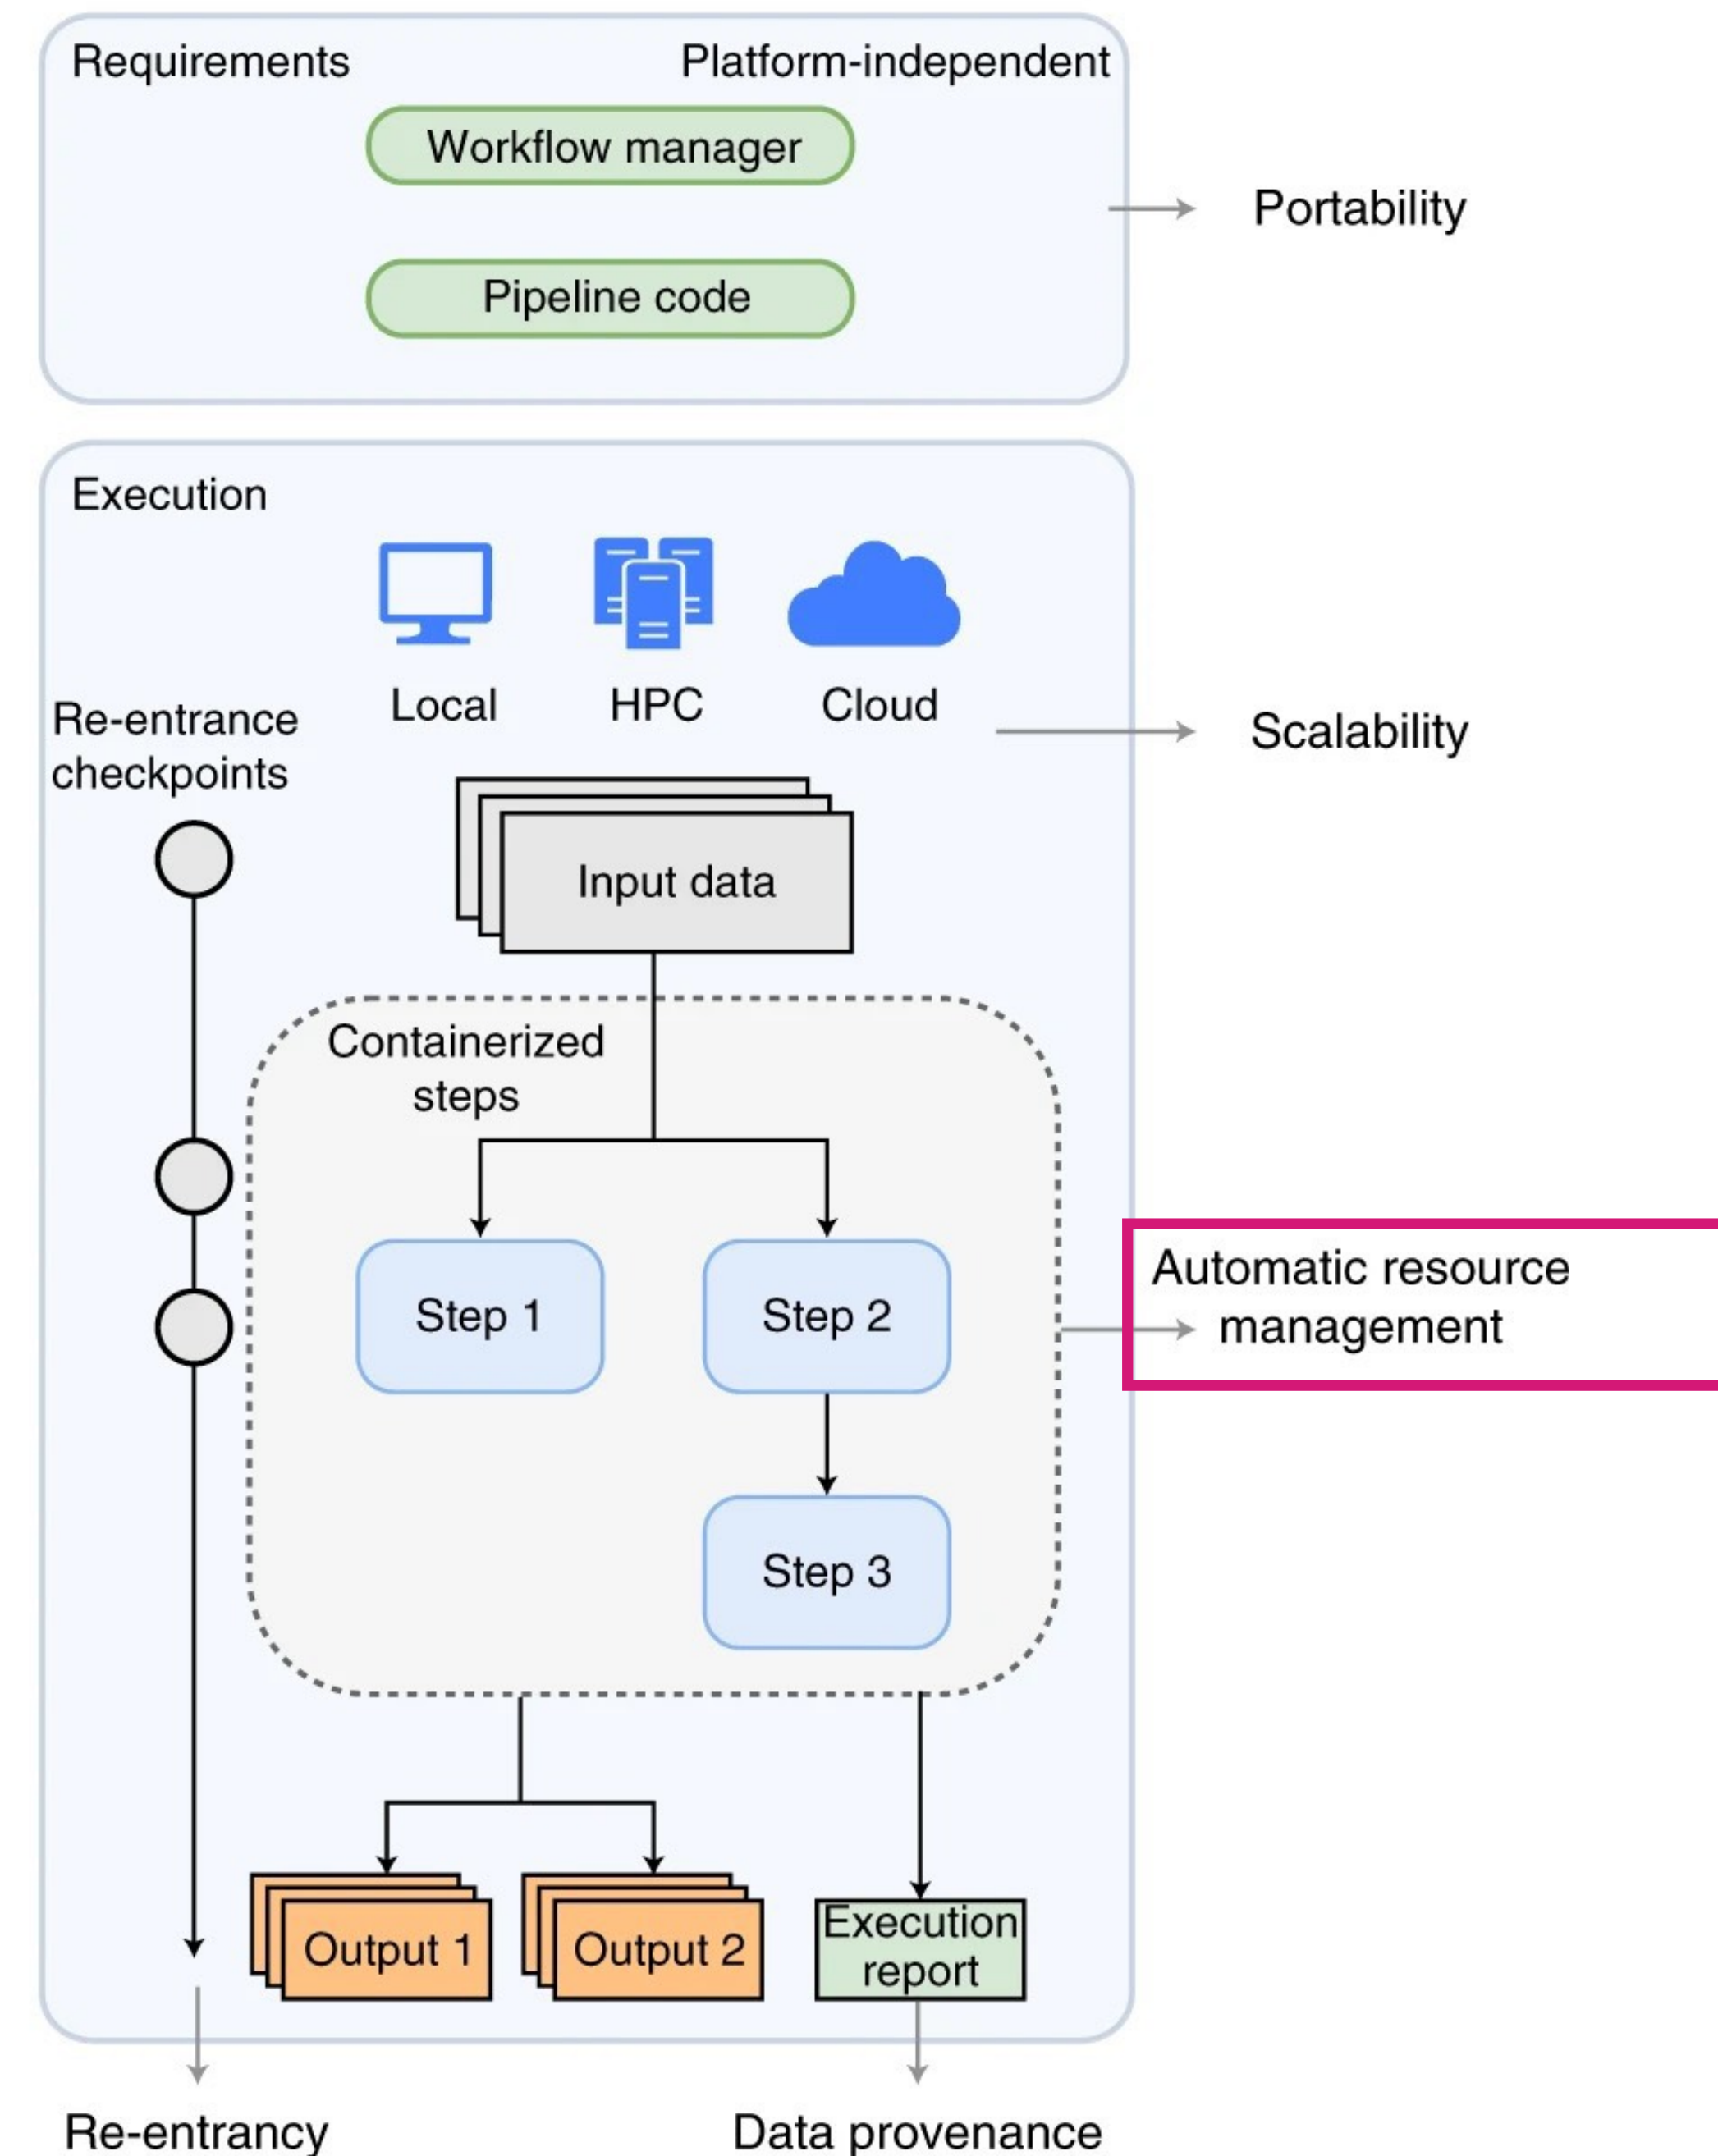 Requirements
Platform-independent
Workflow manager
Portability
Pipeline code
Execution
Local
HPC
Cloud
Re-entrance
checkpoints
Scalability
Input data
Containerized
steps
Step 1
Step 2
Automatic resource
management
Step 3
Output 1
Output 2
Execution
report
Re-entrancy
Data provenance